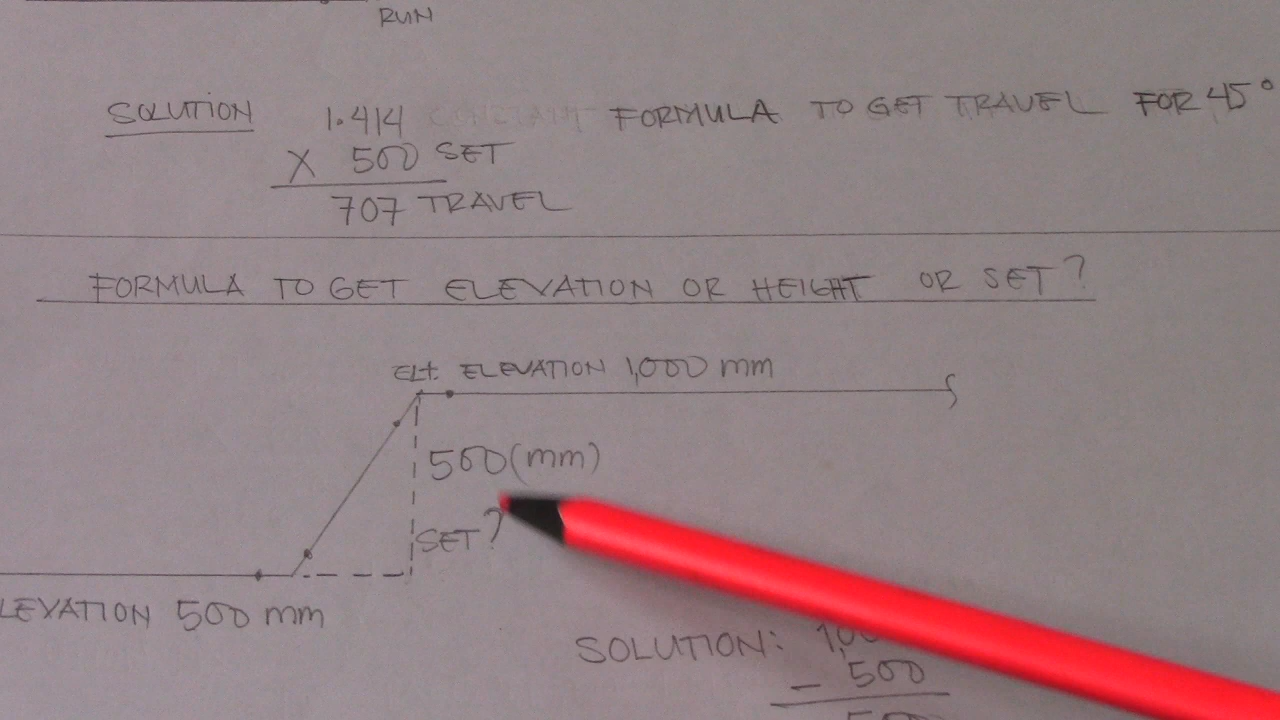 RUN
SOLUTION 1.414 CONSTANT FORMULA TO GET TRAVEL FOR 45°
X 500 SET
707 TRAVEL
FORMULA TO GET ELEVATION OR HEIGHT OR SET?
ELEVATION 1,000 mm
500(mm)
SET?
LEVATION 500 mm
SOLUTION:
- 500